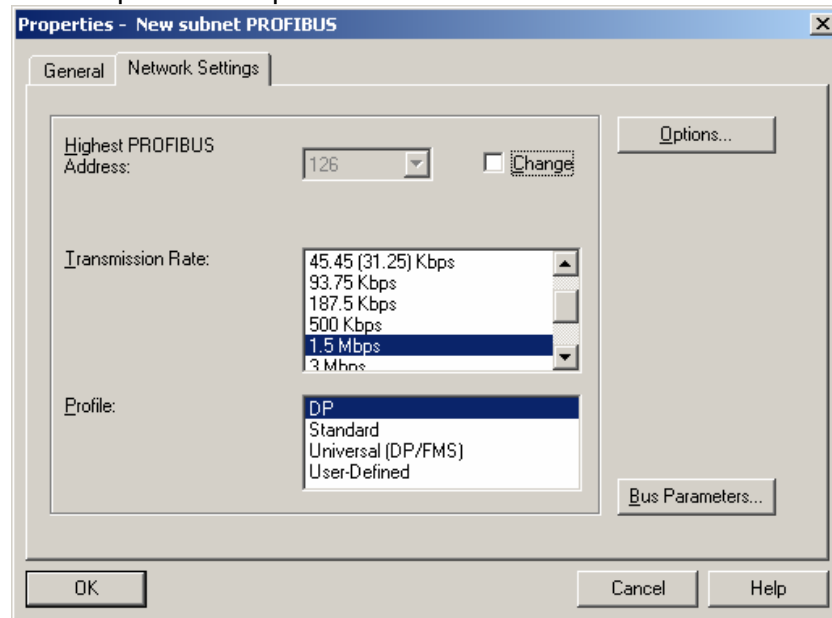 Properties - New subnet PROFIBUS
General
Network Settings
Highest PROFIBUS
Address:
126
Change
Options...
Transmission Rate:
45.45 (31.25) Kbps
93.75 Kbps
187.5 Kbps
500 Kbps
1.5 Mbps
3 Mbps
Profile:
DP
Standard
Universal (DP/FMS)
User-Defined
Bus Parameters...
OK
Cancel
Help